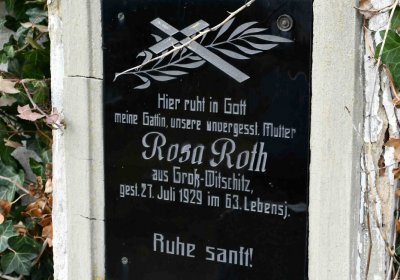 Hier ruht in Gott
meine Gattin, unsere unvergessl. Mutter
Rosa Roth
aus Groß-Ditschitz,
gest. 27. Juli 1929 im 63. Lebensj.
Ruhe sanft!